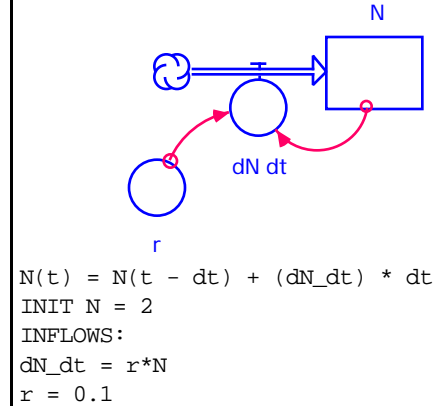 N
dN dt
r
N(t) = N(t - dt) + (dN_dt) * dt
INIT N = 2
INFLOWS:
dN_dt = r*N
r = 0.1